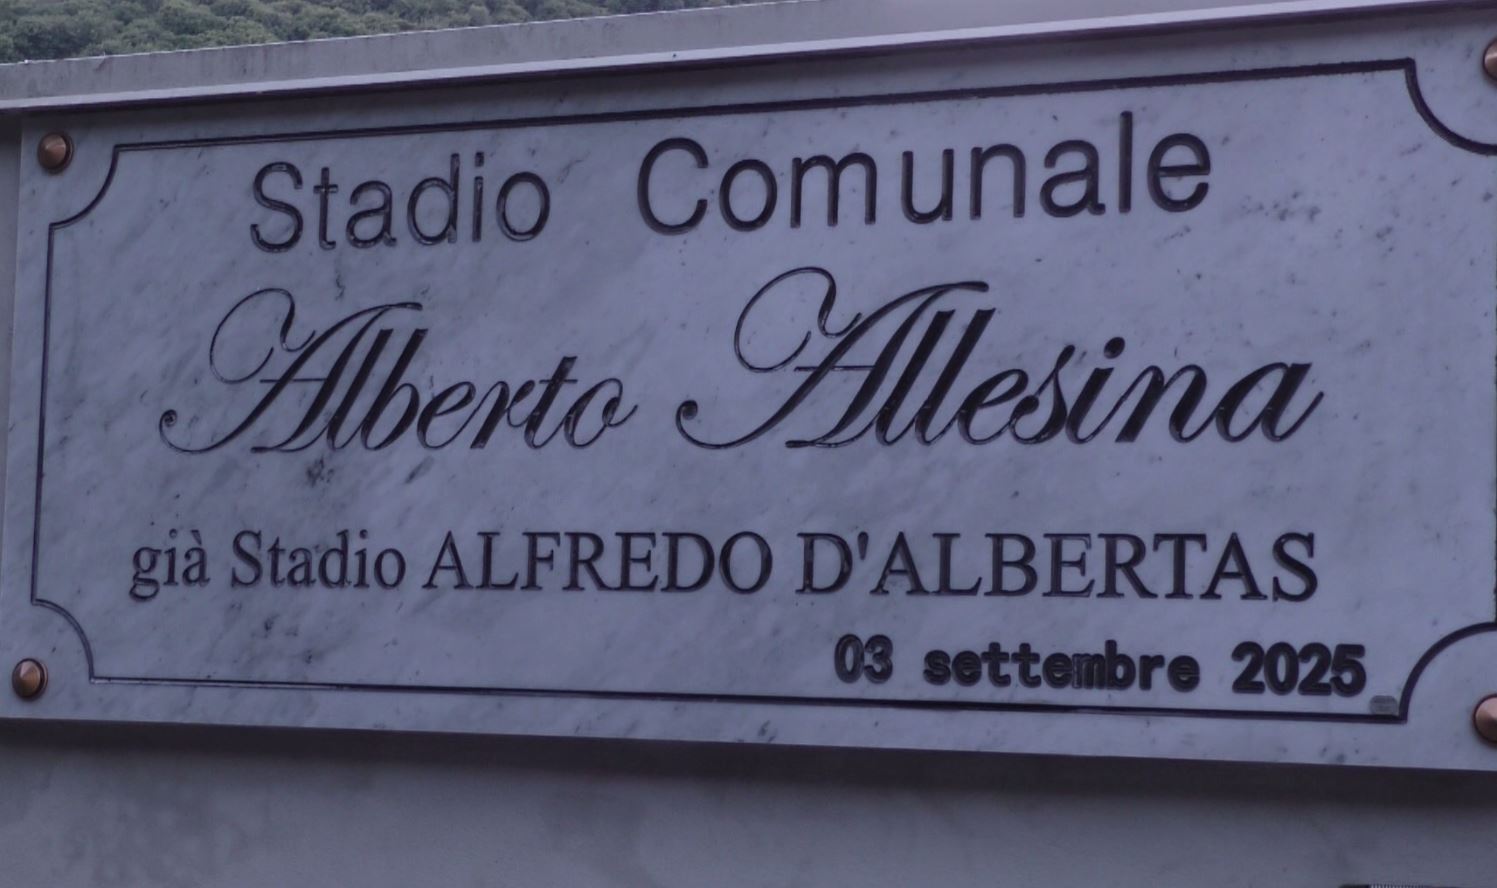 Stadio Comunale
Alberto Allesina
già Stadio ALFREDO D'ALBERTAS
03 settembre 2025